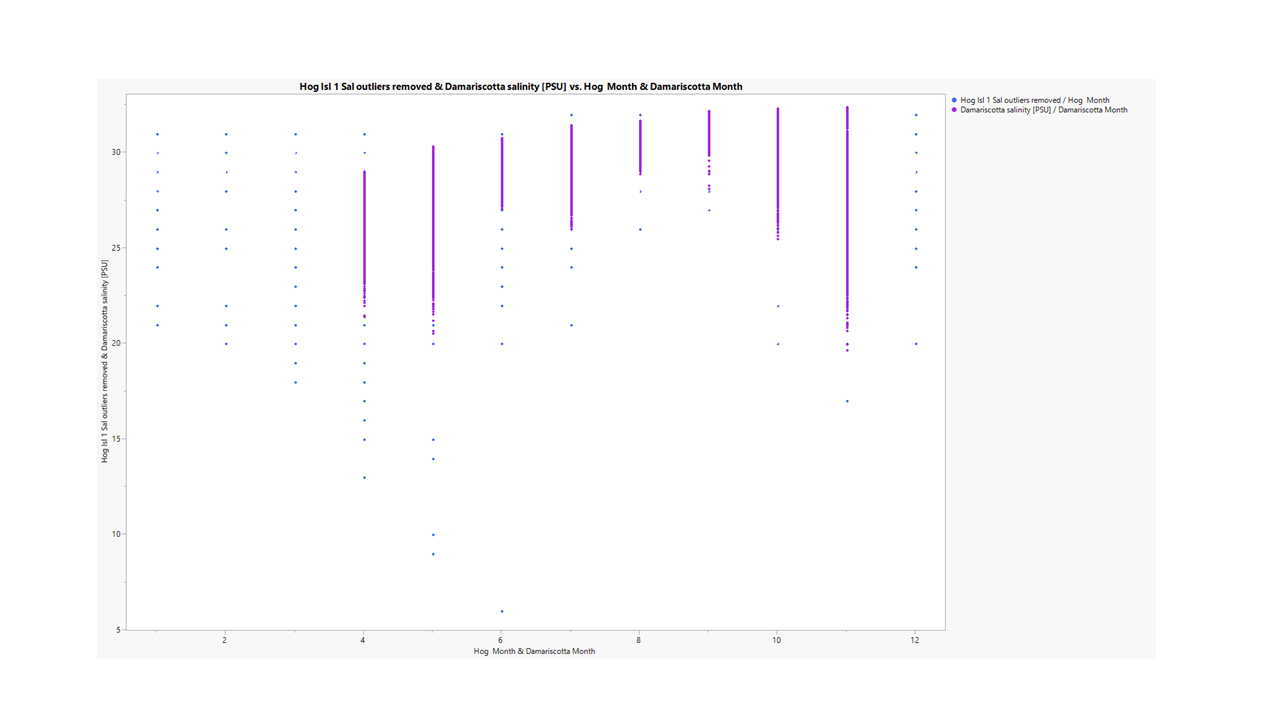 Hog Isl 1 Sal outliers removed & Damariscotta salinity [PSU] vs. Hog Month & Damariscotta Month
Hog Isl 1 Sal outliers removed / Hog Month
Damariscotta salinity [PSU] / Damariscotta Month
Hog Isl 1 Sal outliers removed & Damariscotta salinity [PSU]
30
25
20
15
10
5
2
4
6
8
10
12
Hog Month & Damariscotta Month